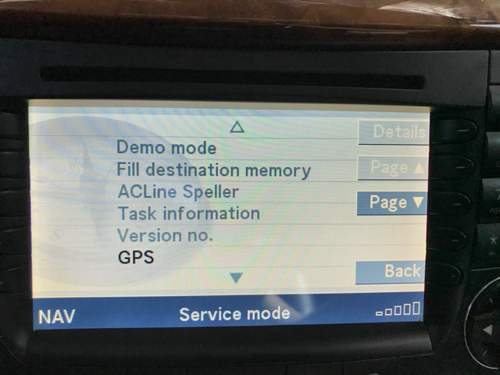 Demo mode
Details
Fill destination memory
Page ▲
ACLine Speller
Page ▼
Task information
Version no.
GPS
Back
NAV
Service mode